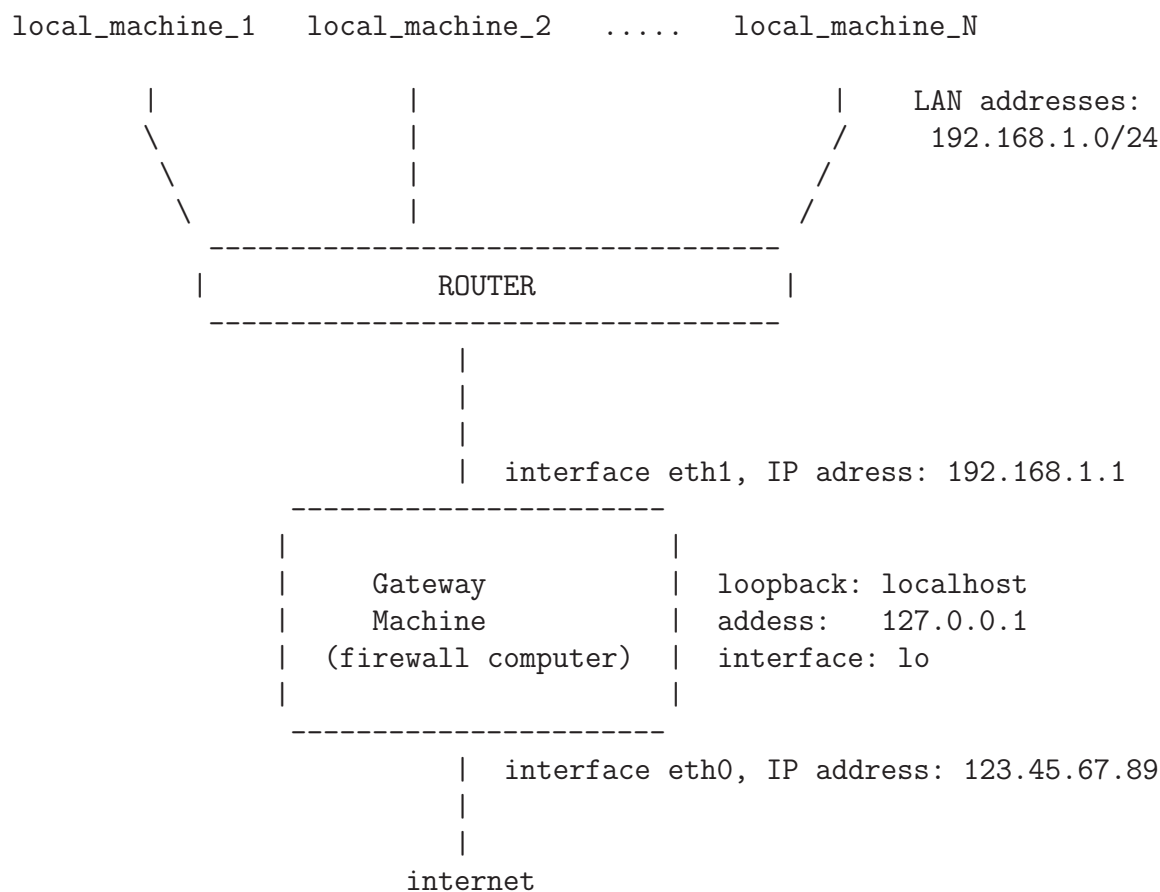 local_machine_1 local_machine_2 ..... local_machine_N
LAN addresses:
192.168.1.0/24
ROUTER
interface eth1, IP adress: 192.168.1.1
Gateway loopback: localhost
Machine addess: 127.0.0.1
(firewall computer) interface: lo
interface eth0, IP address: 123.45.67.89
internet